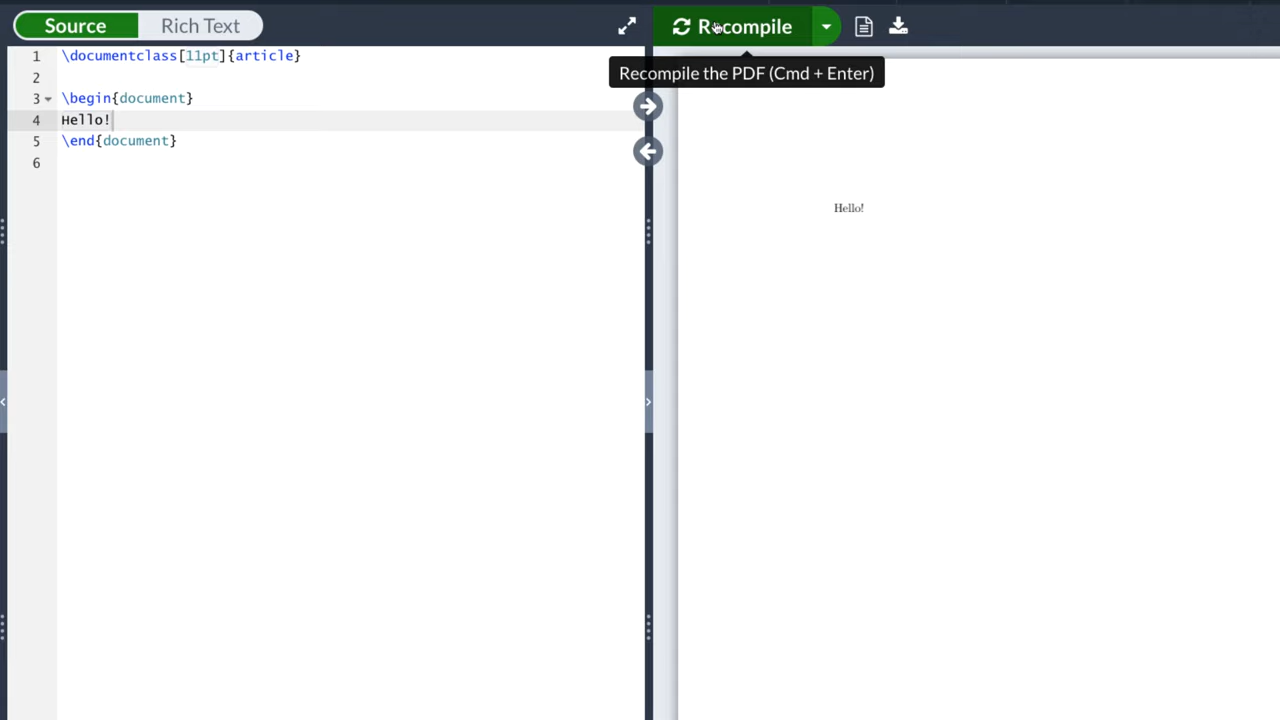 Source Rich Text
Recompile
Recompile the PDF (Cmd + Enter)
1 \documentclass[11pt]{article}
2
3 \begin{document}
4 Hello!
5 \end{document}
6
Hello!